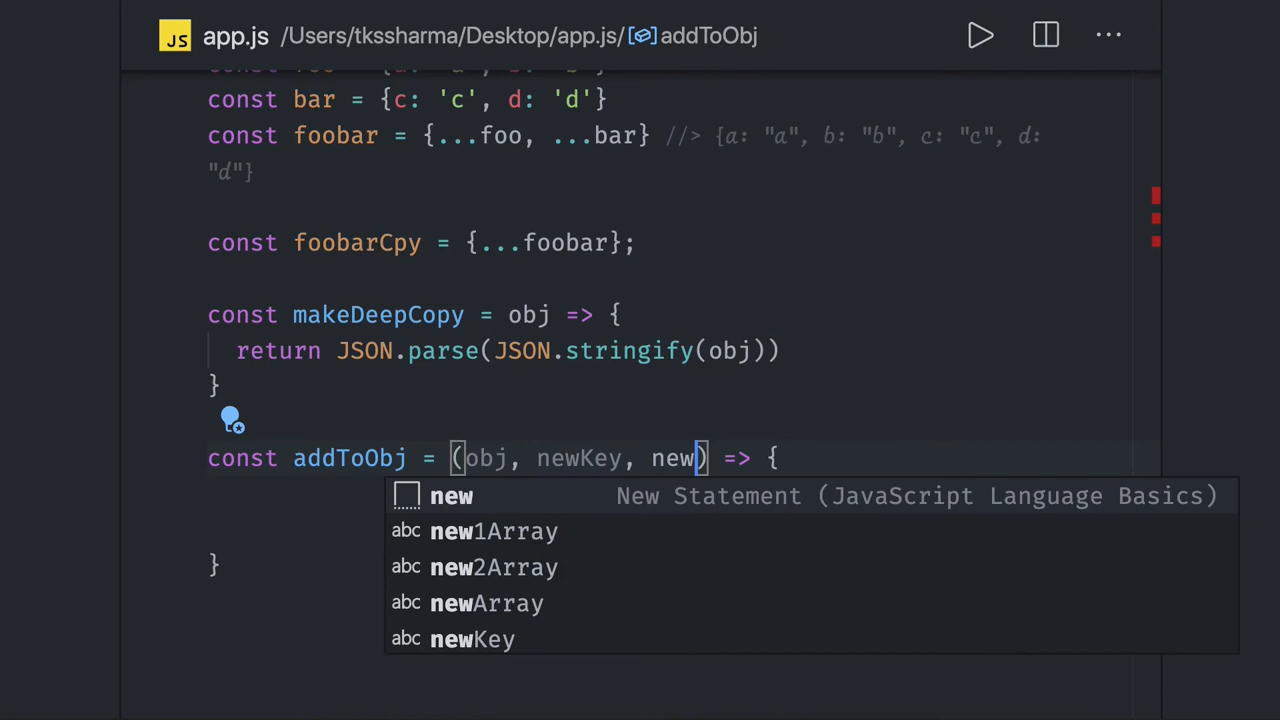 JS app.js /Users/tkssharma/Desktop/app.js/addToObj
const bar = {c: 'c', d: 'd'}
const foobar = {...foo, ...bar} //> {a: "a", b: "b", c: "c", d:
"d"}
const foobarCpy = {...foobar};
const makeDeepCopy = obj => {
return JSON.parse(JSON.stringify(obj))
}
const addToObj = (obj, newKey, new) => {
new New Statement (JavaScript Language Basics)
abc new1Array
abc new2Array
abc newArray
abc newKey
}